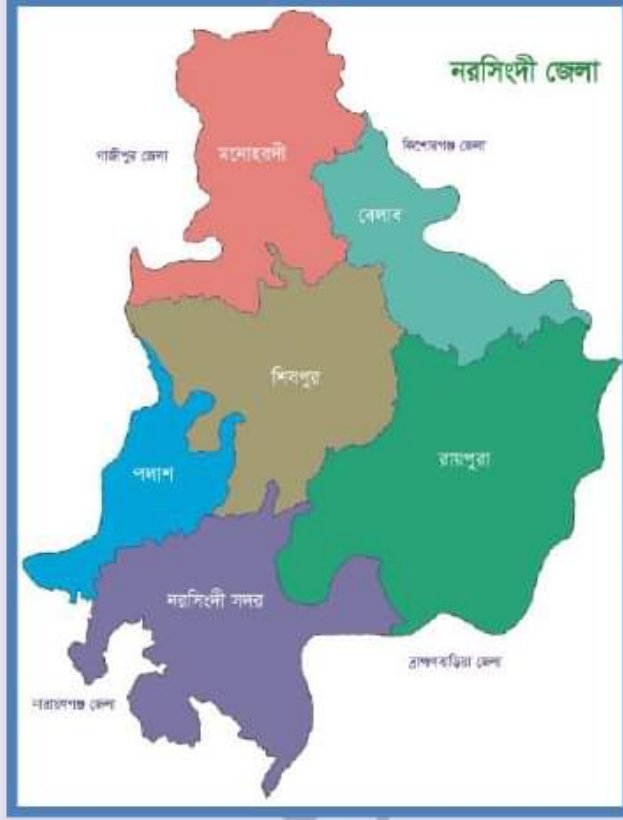 নরসিংদী জেলা
গাজীপুর জেলা
মনোহরদী
কিশোরগঞ্জ জেলা
বেলাব
শিবপুর
রায়পুরা
পলাশ
নরসিংদী সদর
ব্রাহ্মণবাড়িয়া জেলা
নারায়ণগঞ্জ জেলা